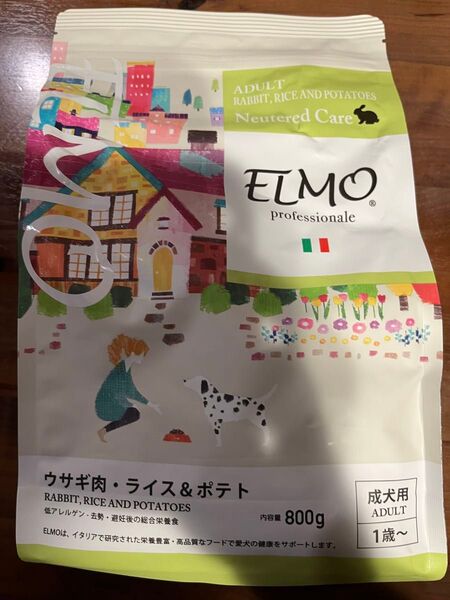 ELMO
ADULT
RABBIT, RICE AND POTATOES
Neutered Care
ELMO®
professionale
ウサギ肉・ライス&ポテト
RABBIT, RICE AND POTATOES
低アレルゲン・去勢・避妊後の総合栄養食
内容量 800g
ELMOは、イタリアで研究された栄養豊富・高品質なフードで愛犬の健康をサポートします。
成犬用
ADULT
1歳~